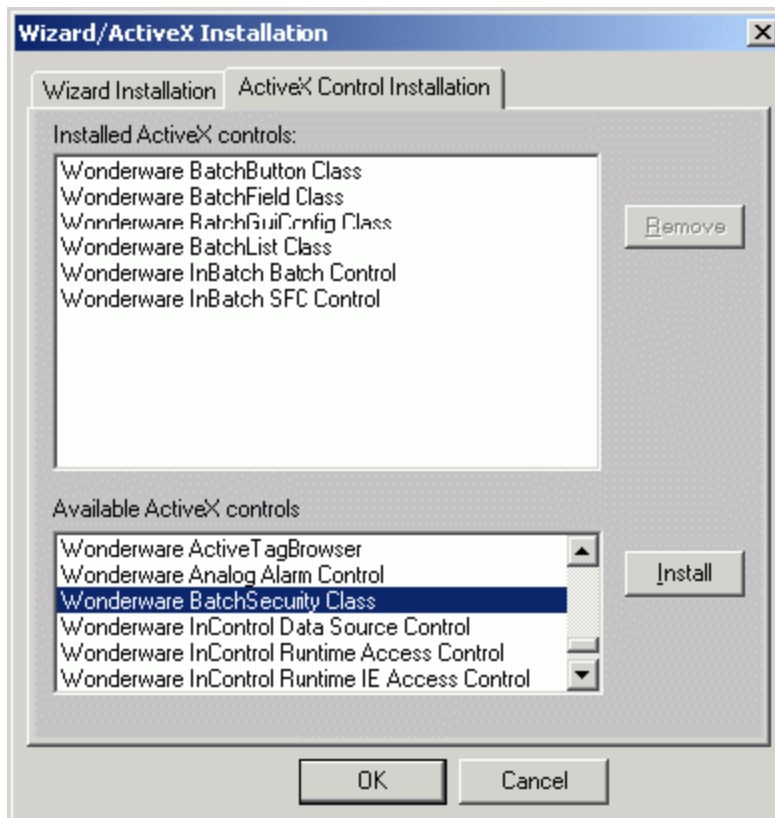 Wizard/ActiveX Installation
Wizard Installation
ActiveX Control Installation
Installed ActiveX controls:
Wonderware BatchButton Class
Wonderware BatchField Class
Wonderware BatchGuiConfig Class
Wonderware BatchList Class
Wonderware InBatch Batch Control
Wonderware InBatch SFC Control
Remove
Available ActiveX controls
Wonderware ActiveTagBrowser
Wonderware Analog Alarm Control
Wonderware BatchSecurity Class
Wonderware InControl Data Source Control
Wonderware InControl Runtime Access Control
Wonderware InControl Runtime IE Access Control
Install
OK
Cancel